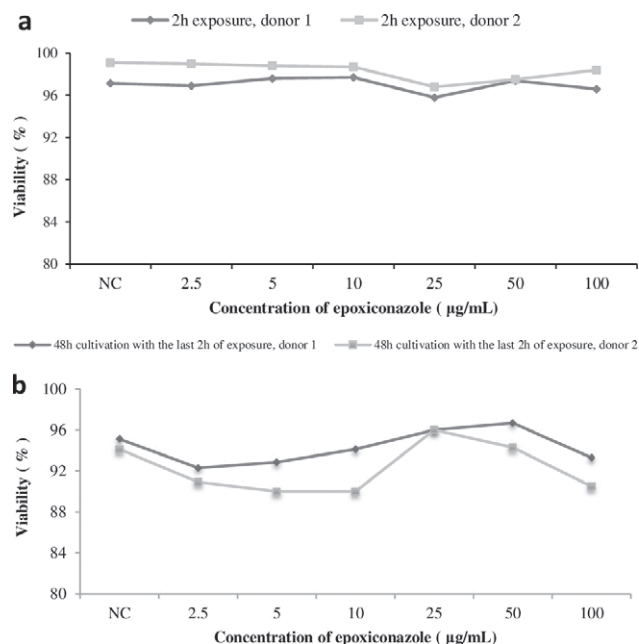 a
2h exposure, donor 1 2h exposure, donor 2
100
96
92
88
84
80
Viability ( % )
NC 2.5 5 10 25 50 100
Concentration of epoxiconazole ( µg/mL)
48h cultivation with the last 2h of exposure, donor 1 48h cultivation with the last 2h of exposure, donor 2
b
100
96
92
88
84
80
Viability ( % )
NC 2.5 5 10 25 50 100
Concentration of epoxiconazole ( µg/mL)